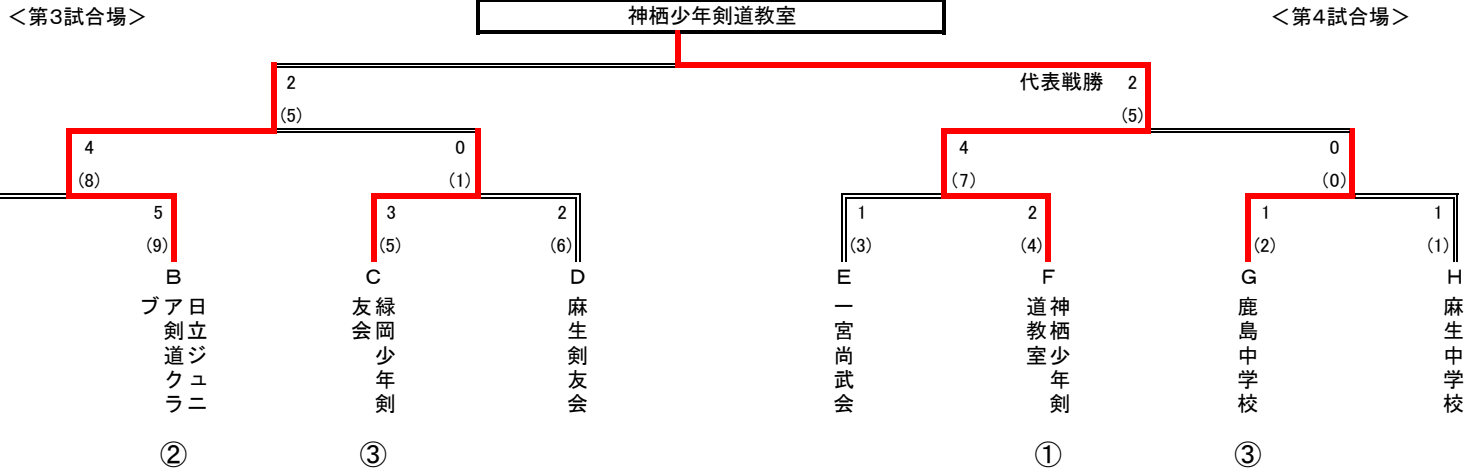 ＜第3試合場＞
神栖少年剣道教室
＜第4試合場＞
2
代表戦勝 2
(5)
(5)
4
0
4
0
(8)
(1)
(7)
(0)
5
3
2
1
2
1
1
(9)
(5)
(6)
(3)
(4)
(2)
(1)
B
C
D
E
F
G
H
日立ジュニ
ア剣道クラ
ブ
緑岡少年剣
友会
麻生剣友会
一宮尚武会
神栖少年剣
道教室
鹿島中学校
麻生中学校
②
③
①
③